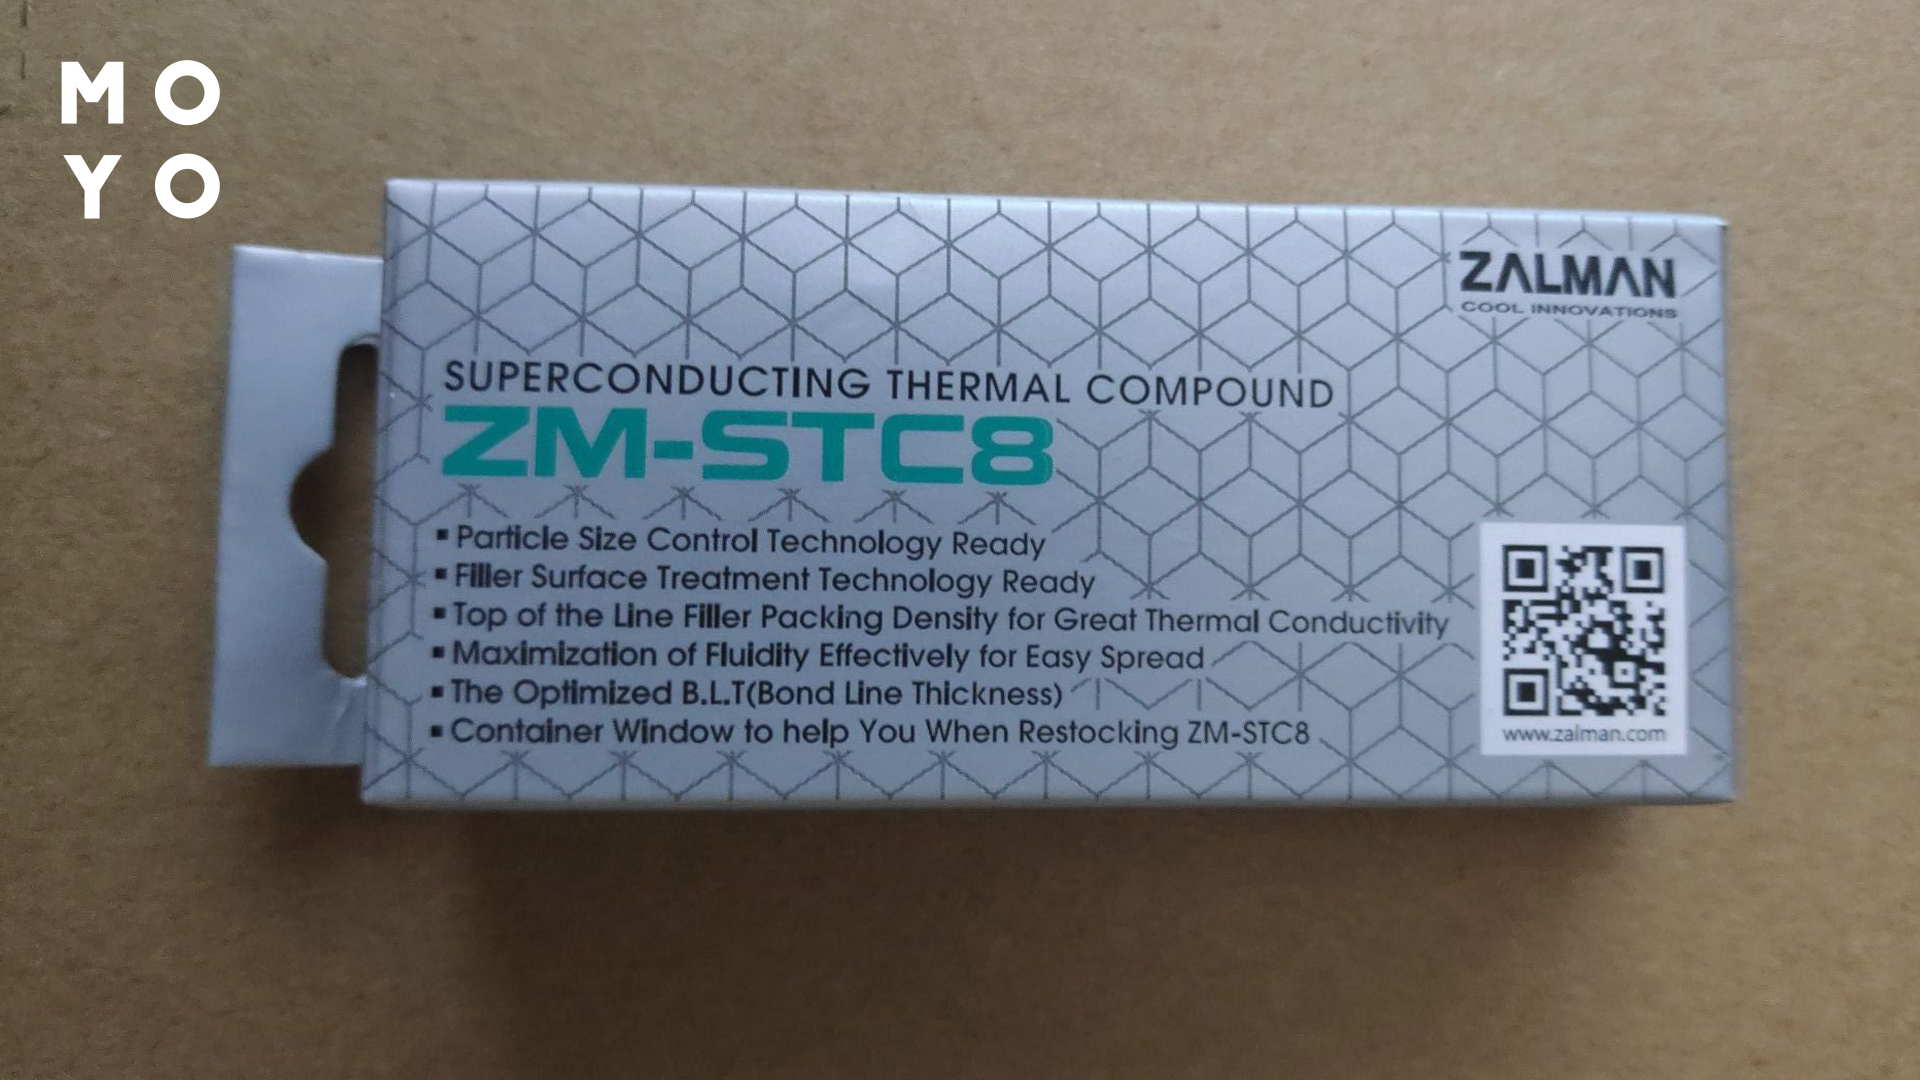 MO
YO
ZALMAN
COOL INNOVATIONS
SUPERCONDUCTING THERMAL COMPOUND
ZM-STC8
▪ Particle Size Control Technology Ready
▪ Filler Surface Treatment Technology Ready
▪ Top of the Line Filler Packing Density for Great Thermal Conductivity
▪ Maximization of Fluidity Effectively for Easy Spread
▪ The Optimized B.L.T(Bond Line Thickness)
▪ Container Window to help You When Restocking ZM-STC8
www.zalman.com